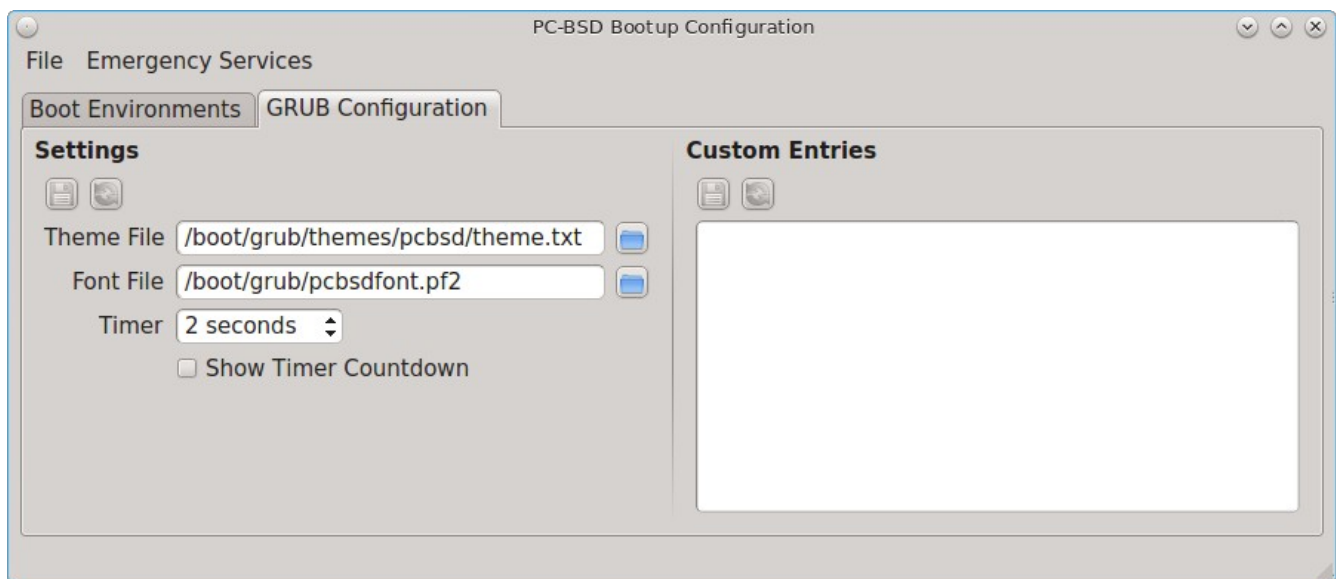 PC-BSD Bootup Configuration
File Emergency Services
Boot Environments GRUB Configuration
Settings
Theme File /boot/grub/themes/pcbsd/theme.txt
Font File /boot/grub/pcbsdfont.pf2
Timer 2 seconds
Show Timer Countdown
Custom Entries